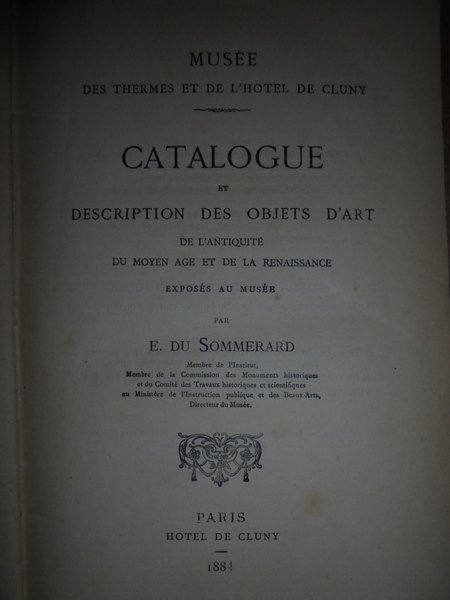 MUSÉE
DES THERMES ET DE L'HOTEL DE CLUNY
CATALOGUE
ET
DESCRIPTION DES OBJETS D'ART
DE L'ANTIQUITÉ
DU MOYEN AGE ET DE LA RENAISSANCE
EXPOSÉS AU MUSÉE
PAR
E. DU SOMMERARD
Membre de l'Institut,
Membre de la Commission des Monuments historiques
et du Comité des Travaux historiques et scientifiques
au Ministère de l'Instruction publique et des Beaux-Arts,
Directeur du Musée.
PARIS
HOTEL DE CLUNY
1884